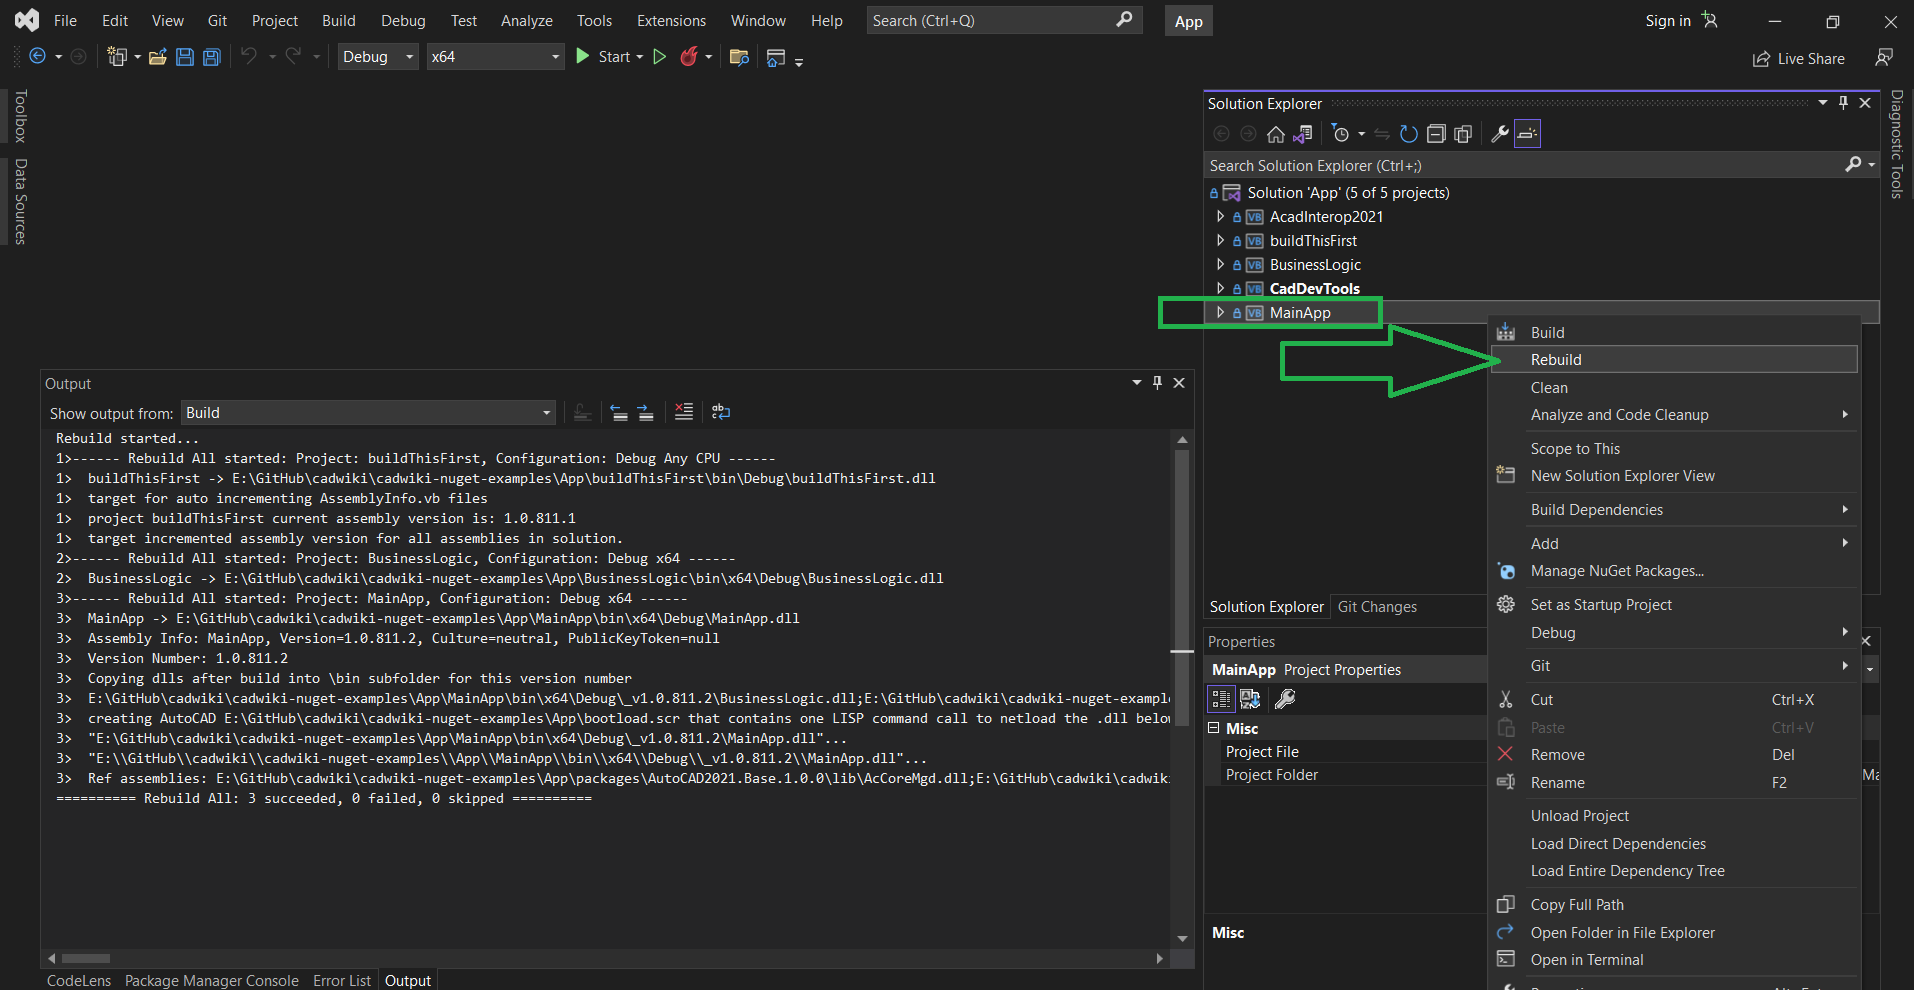 File Edit View Git Project Build Debug Test Analyze Tools Extensions Window Help Search (Ctrl+Q) App Sign in
Debug x64 Start Live Share
Toolbox
Data Sources
Solution Explorer
Search Solution Explorer (Ctrl+;)
Solution 'App' (5 of 5 projects)
AcadInterop2021
buildThisFirst
BusinessLogic
CadDevTools
MainApp
Diagnostic Tools
Build
Rebuild
Clean
Analyze and Code Cleanup
Scope to This
New Solution Explorer View
Build Dependencies
Add
Manage NuGet Packages...
Set as Startup Project
Debug
Git
Cut Ctrl+X
Paste Ctrl+V
Remove Del
Rename F2
Unload Project
Load Direct Dependencies
Load Entire Dependency Tree
Copy Full Path
Open Folder in File Explorer
Open in Terminal
Output
Show output from: Build
Rebuild started...
1>------ Rebuild All started: Project: buildThisFirst, Configuration: Debug Any CPU ------
1>  buildThisFirst -> E:\GitHub\cadwiki\cadwiki-nuget-examples\App\buildThisFirst\bin\Debug\buildThisFirst.dll
1>  target for auto incrementing AssemblyInfo.vb files
1>  project buildThisFirst current assembly version is: 1.0.811.1
1>  target incremented assembly version for all assemblies in solution.
2>------ Rebuild All started: Project: BusinessLogic, Configuration: Debug x64 ------
2>  BusinessLogic -> E:\GitHub\cadwiki\cadwiki-nuget-examples\App\BusinessLogic\bin\x64\Debug\BusinessLogic.dll
3>------ Rebuild All started: Project: MainApp, Configuration: Debug x64 ------
3>  MainApp -> E:\GitHub\cadwiki\cadwiki-nuget-examples\App\MainApp\bin\x64\Debug\MainApp.dll
3>  Assembly Info: MainApp, Version=1.0.811.2, Culture=neutral, PublicKeyToken=null
3>  Version Number: 1.0.811.2
3>  Copying dlls after build into \bin subfolder for this version number
3>  E:\GitHub\cadwiki\cadwiki-nuget-examples\App\MainApp\bin\x64\Debug\_v1.0.811.2\BusinessLogic.dll;E:\GitHub\cadwiki\cadwiki-nuget-example
3>  creating AutoCAD E:\GitHub\cadwiki\cadwiki-nuget-examples\App\bootload.scr that contains one LISP command call to netload the .dll below
3>  "E:\GitHub\cadwiki\cadwiki-nuget-examples\App\MainApp\bin\x64\Debug\_v1.0.811.2\MainApp.dll"...
3>  "E:\\GitHub\\cadwiki\\cadwiki-nuget-examples\\App\\MainApp\\bin\\x64\\Debug\\_v1.0.811.2\\MainApp.dll"...
3>  Ref assemblies: E:\GitHub\cadwiki\cadwiki-nuget-examples\App\packages\AutoCAD2021.Base.1.0.0\lib\AcCoreMgd.dll;E:\GitHub\cadwiki\cadwiki
========== Rebuild All: 3 succeeded, 0 failed, 0 skipped ==========
CodeLens Package Manager Console Error List Output
Solution Explorer Git Changes
Properties
MainApp Project Properties
Misc
Project File
Project Folder Ma
Misc